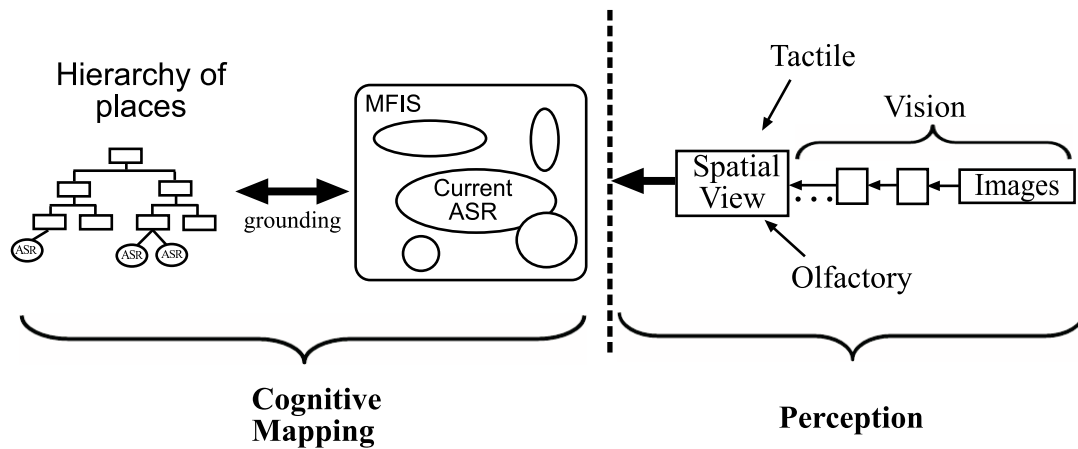 Hierarchy of
places
ASR
ASR
ASR
grounding
MFIS
Current
ASR
Cognitive
Mapping
Tactile
Vision
Spatial
View
...
Images
Olfactory
Perception